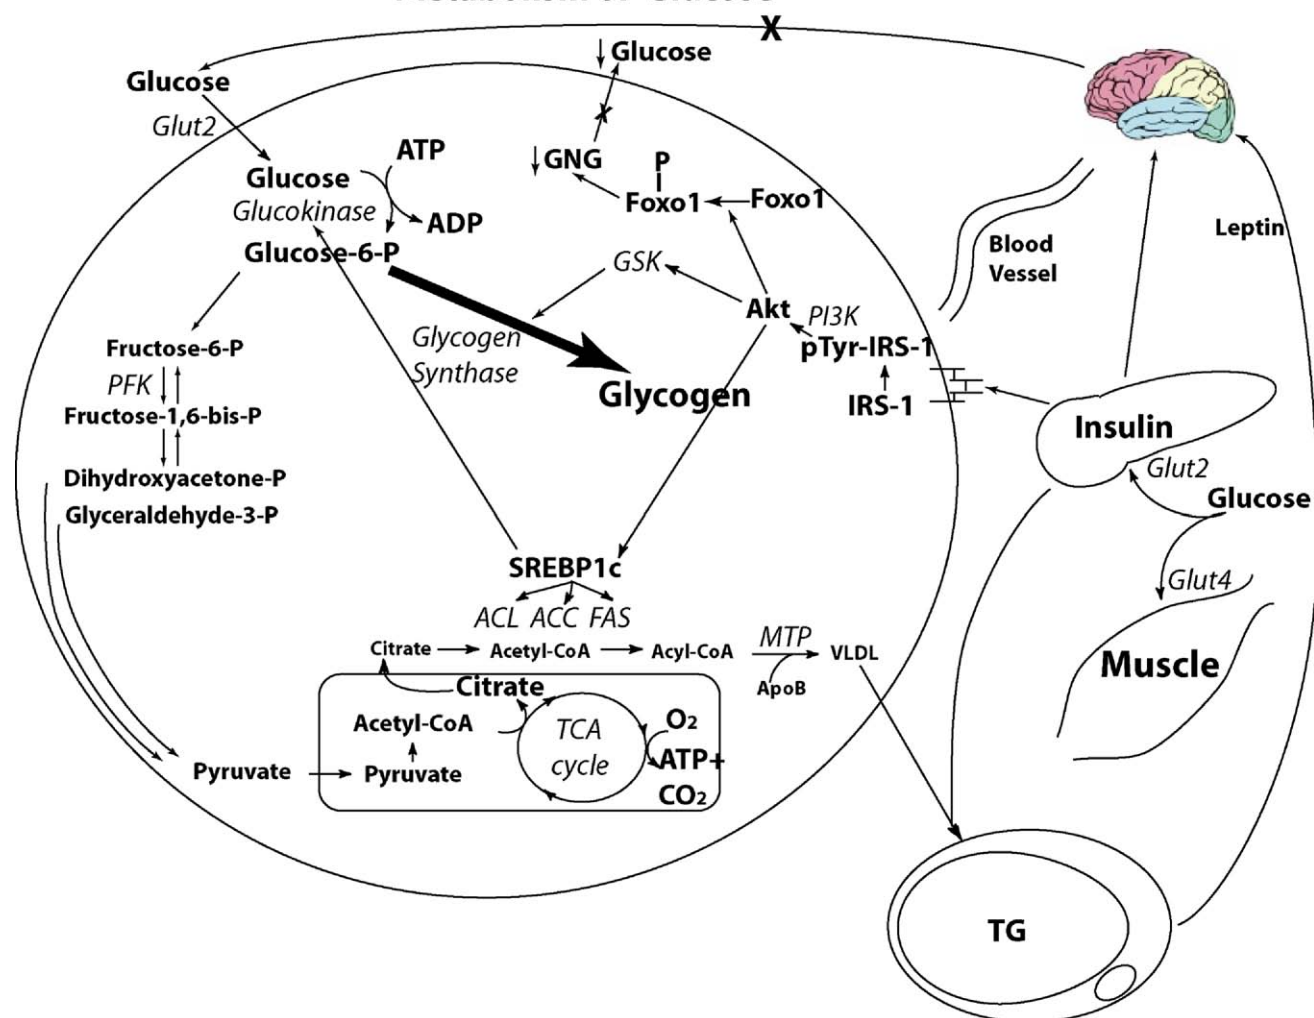 X
Glucose
Glucose
Glut2
X
ATP
GNG
P
Glucose
Foxo1
Foxo1
Glucokinase
ADP
Leptin
Glucose-6-P
Blood
Vessel
GSK
Akt
PI3K
Glycogen
Synthase
pTyr-IRS-1
Fructose-6-P
PFK
Glycogen
IRS-1
Fructose-1,6-bis-P
Insulin
Glut2
Dihydroxyacetone-P
Glucose
Glyceraldehyde-3-P
SREBP1c
Glut4
ACL ACC FAS
Citrate
Acetyl-CoA
Acyl-CoA
MTP
VLDL
Muscle
Citrate
ApoB
Acetyl-CoA
TCA
cycle
O2
ATP+
Pyruvate
Pyruvate
CO2
TG